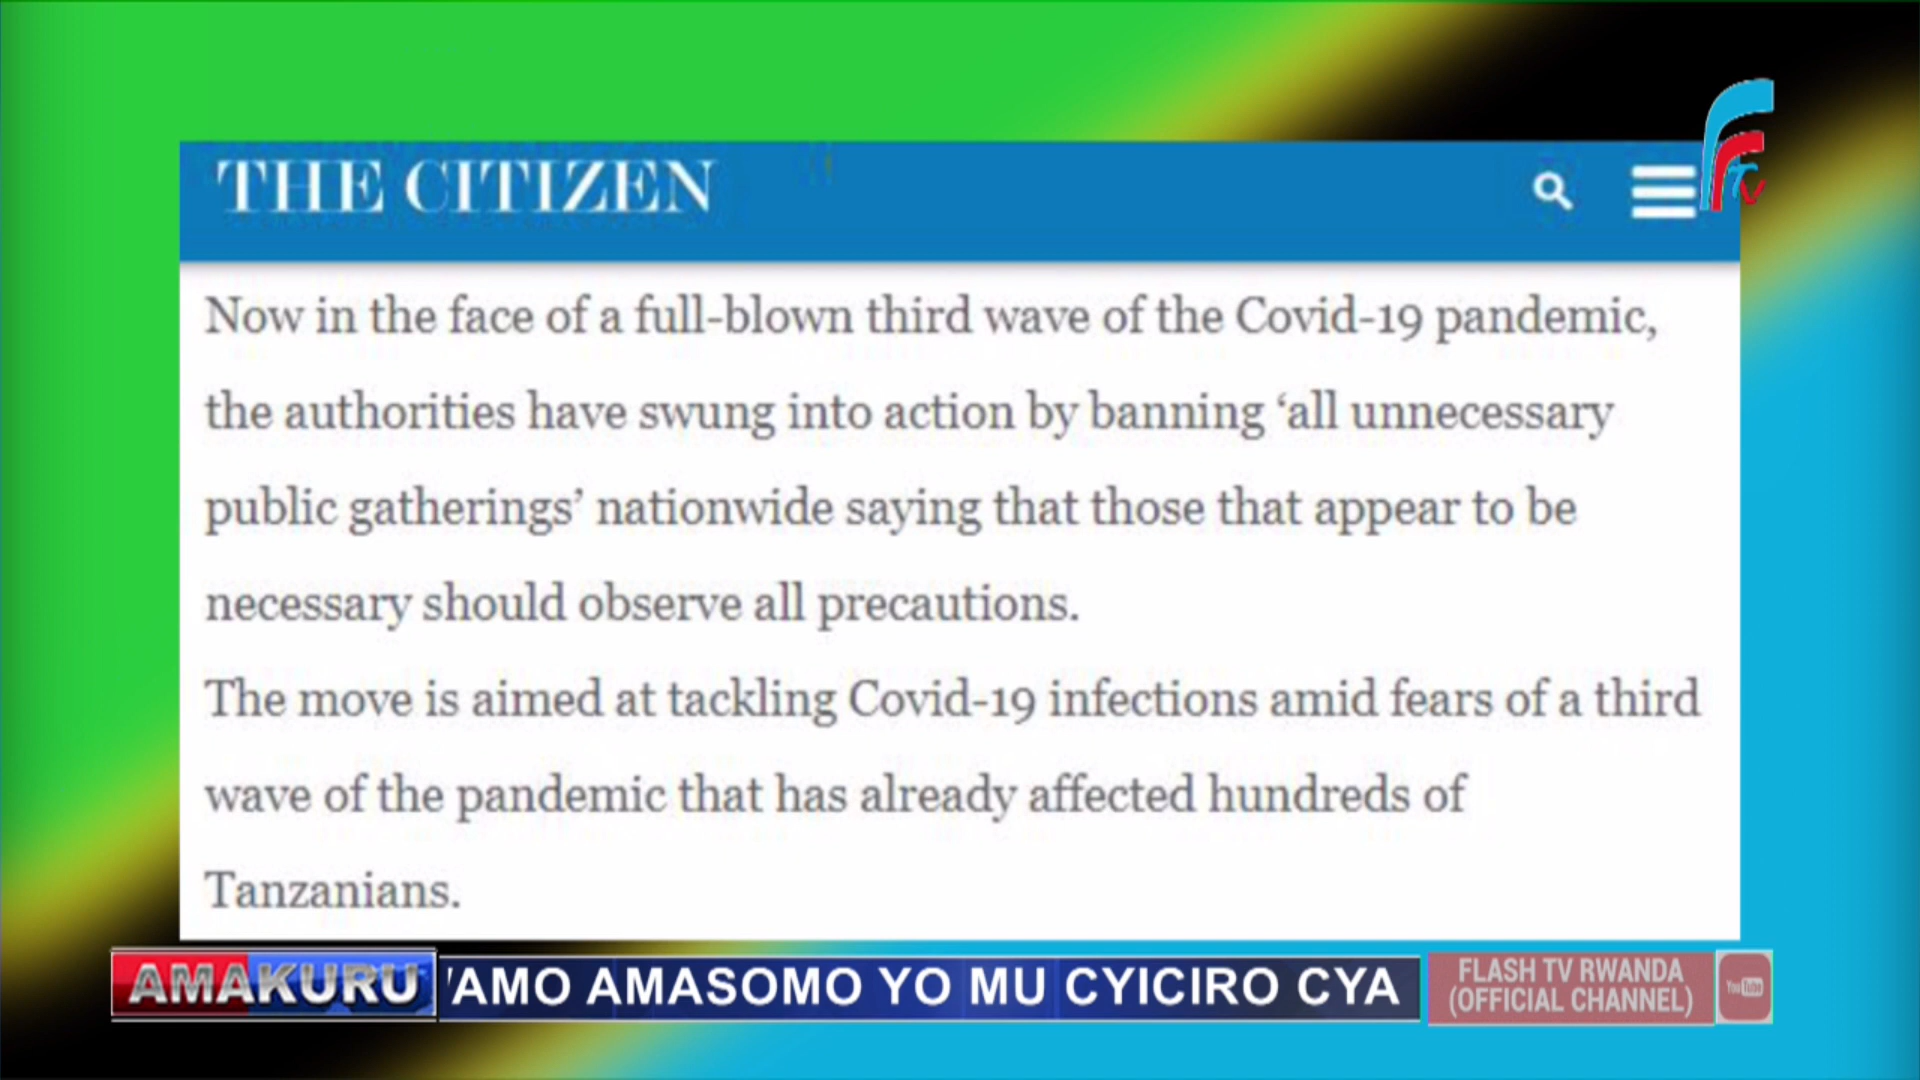 THE CITIZEN
Now in the face of a full-blown third wave of the Covid-19 pandemic,
the authorities have swung into action by banning ‘all unnecessary
public gatherings’ nationwide saying that those that appear to be
necessary should observe all precautions.
The move is aimed at tackling Covid-19 infections amid fears of a third
wave of the pandemic that has already affected hundreds of
Tanzanians.
AMAKURU
AMO AMASOMO YO MU CYICIRO CYA
FLASH TV RWANDA
(OFFICIAL CHANNEL)
YouTube
TV